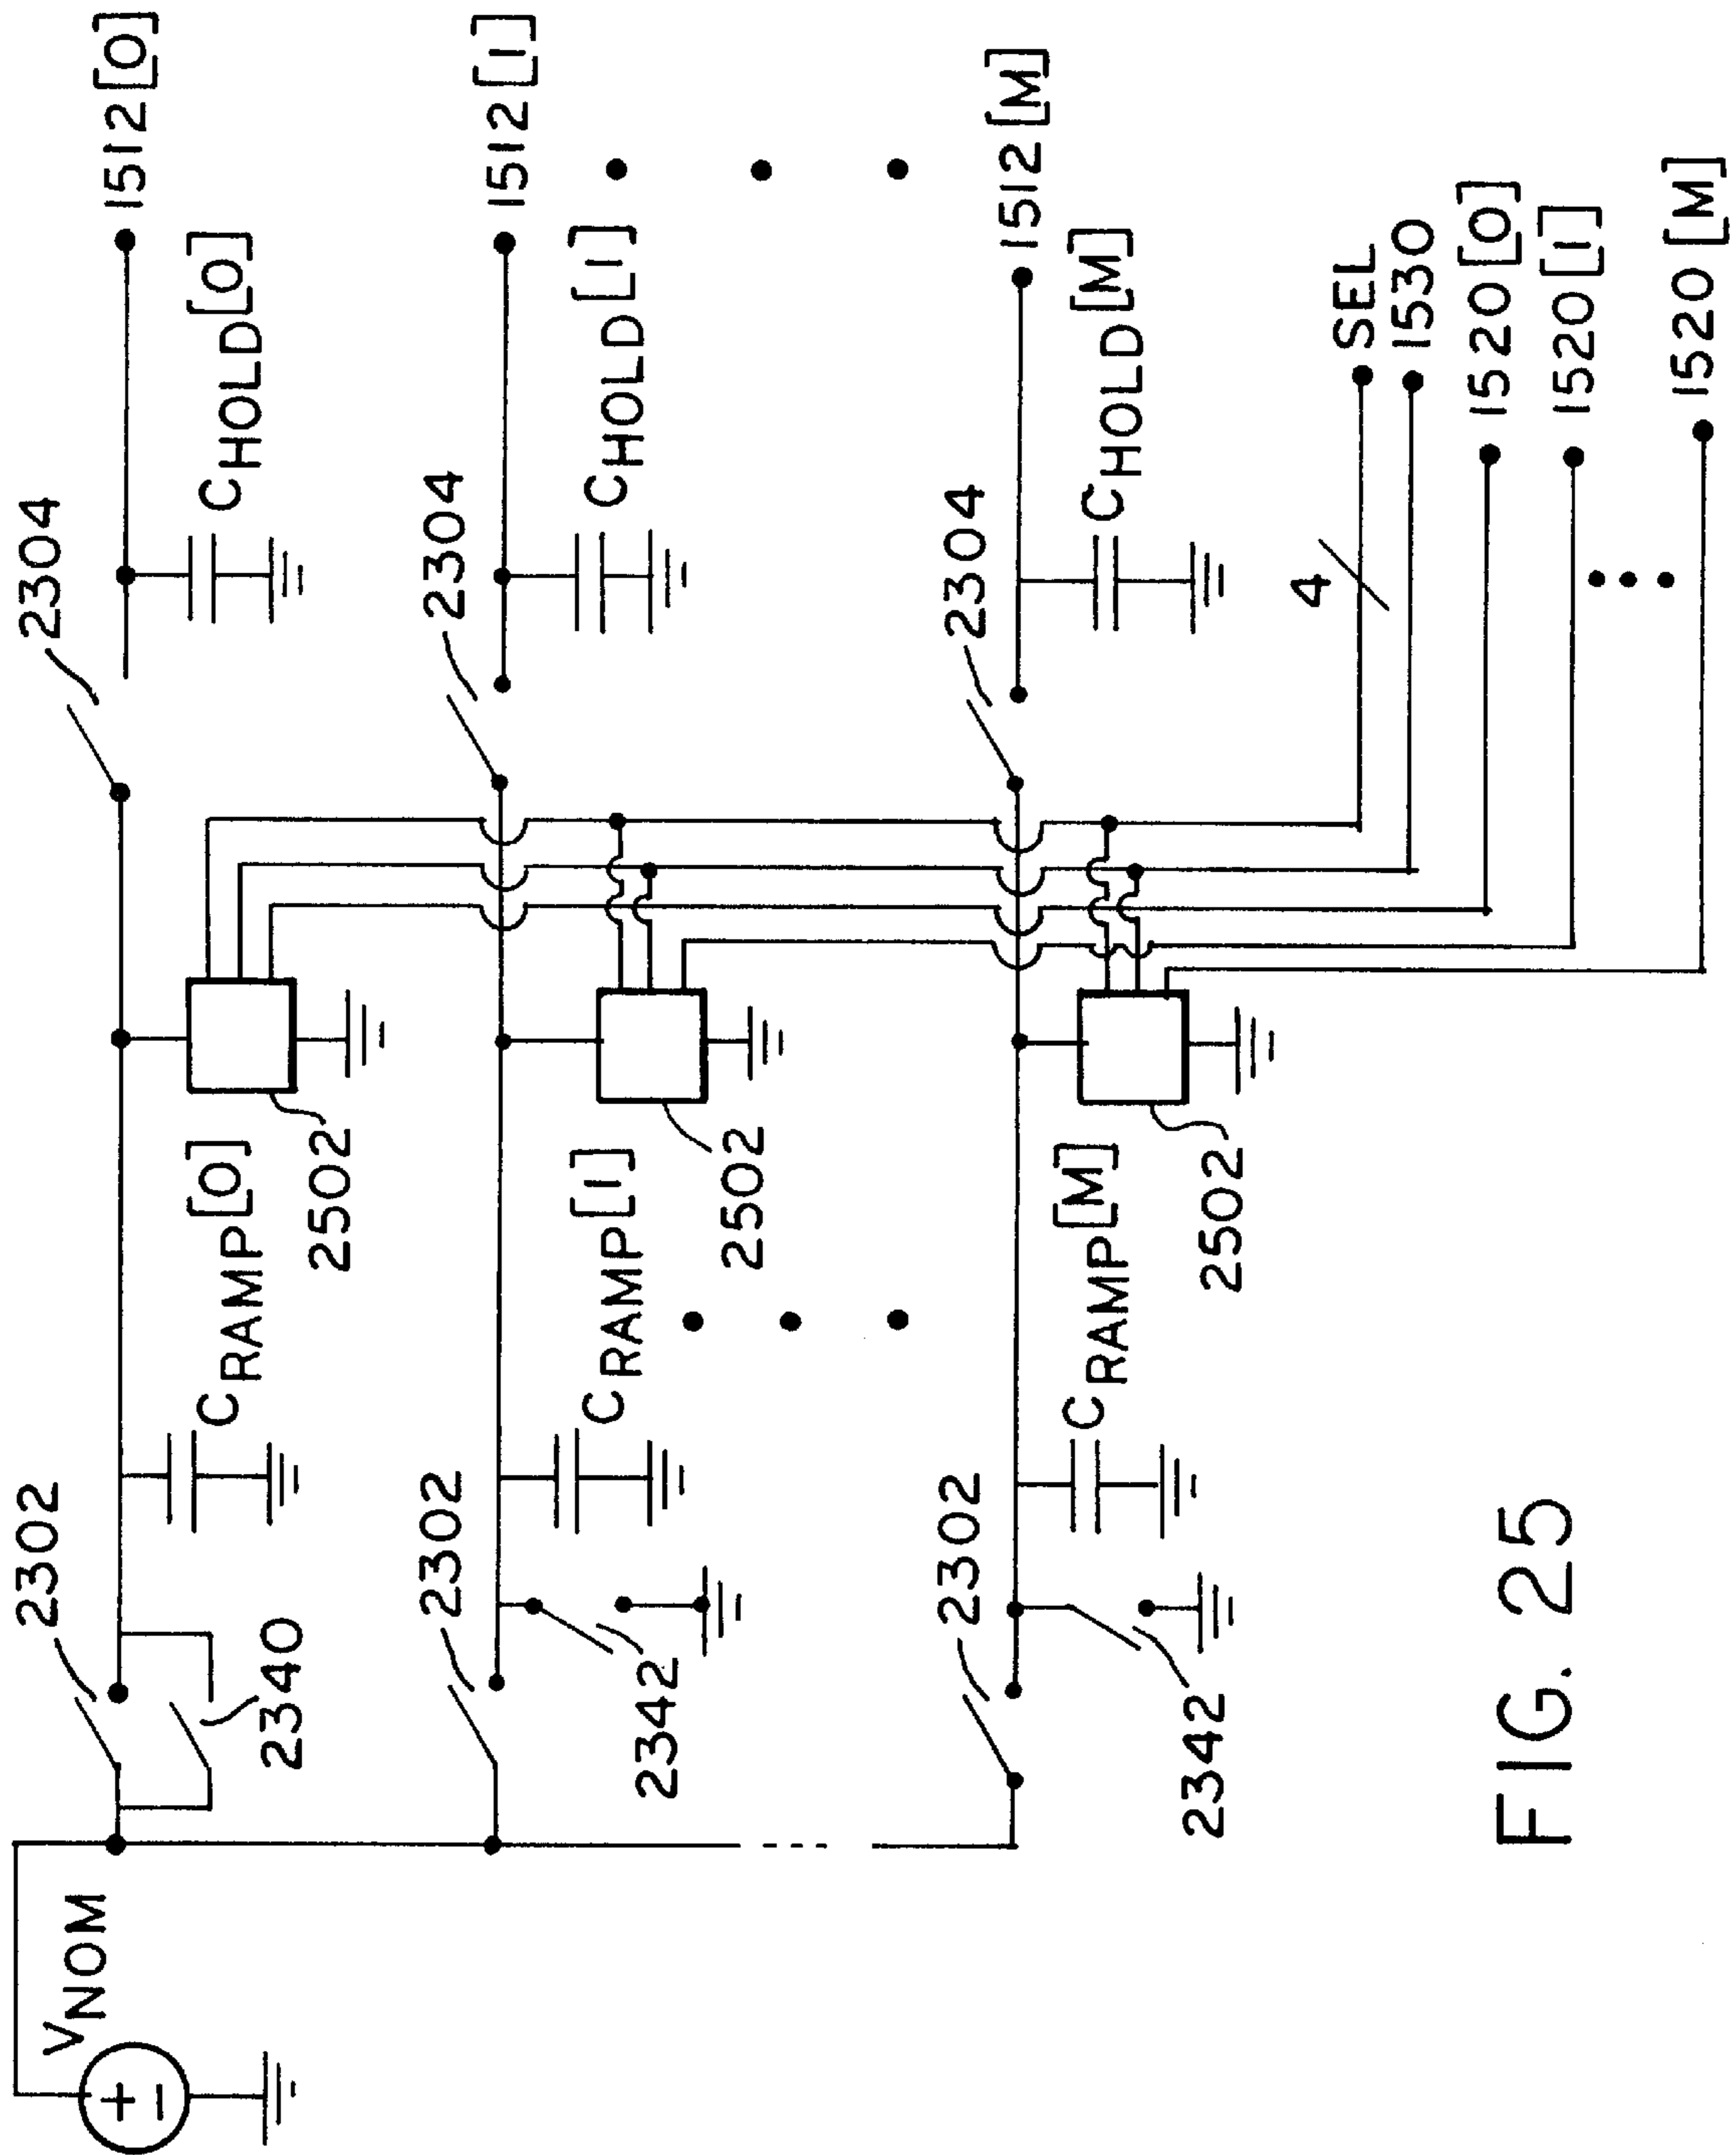 VNOM
2302
2340
CRAMP[0]
2502
2304
CHOLD[0]
1512[0]
2302
2342
CRAMP[1]
2502
2304
CHOLD[1]
1512[1]
2302
2342
CRAMP[M]
2502
2304
CHOLD[M]
1512[M]
4
SEL
1530
1520[0]
1520[1]
1520[M]
FIG. 25